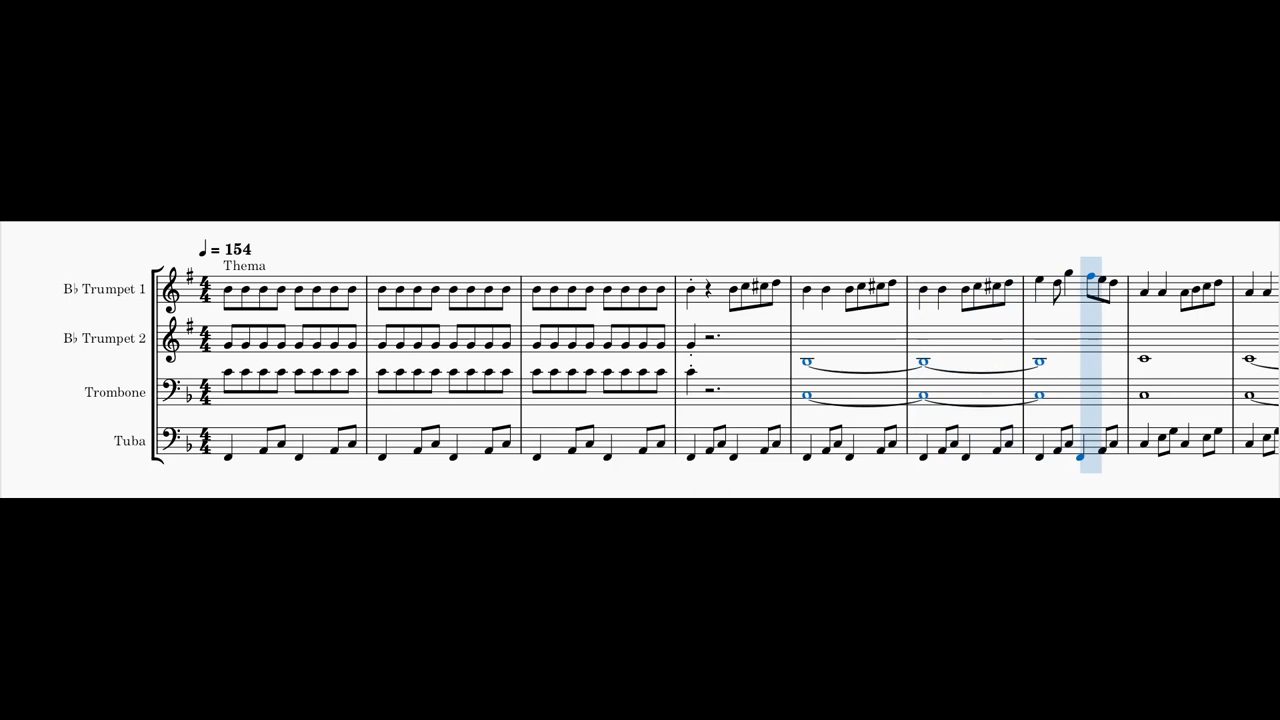 ♩ = 154
Thema
B♭ Trumpet 1
B♭ Trumpet 2
Trombone
Tuba